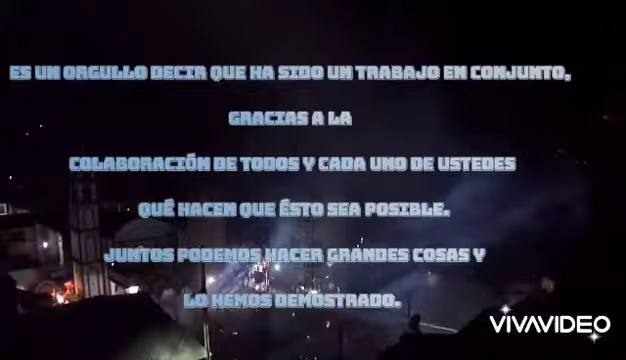 ES UN ORGULLO DECIR QUE HA SIDO UN TRABAJO EN CONJUNTO,
GRACIAS A LA
COLABORACIÓN DE TODOS Y CADA UNO DE USTEDES
QUÉ HACEN QUE ÉSTO SEA POSIBLE.
JUNTOS PODEMOS HACER GRANDES COSAS Y
LO HEMOS DEMOSTRADO.
VIVAVIDEO